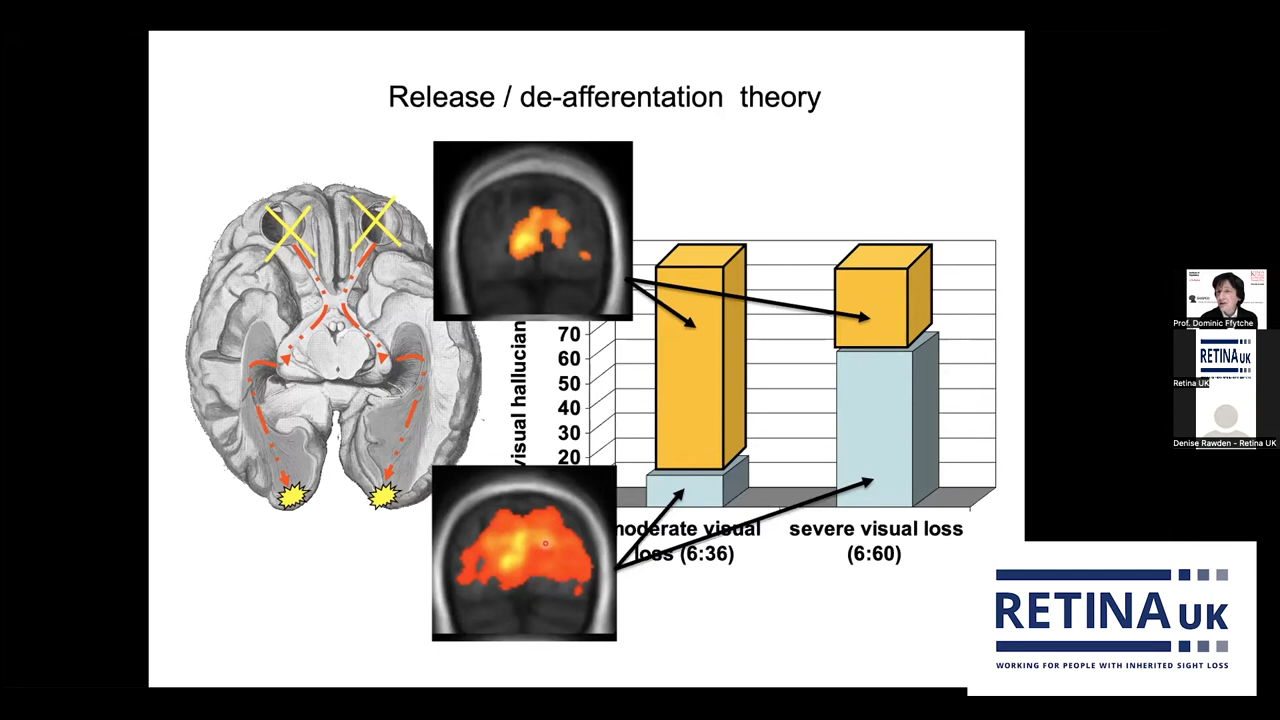 Release / de-afferentation theory
visual hallucin
70
60
50
40
30
20
moderate visual
loss (6:36)
severe visual loss
(6:60)
Prof. Dominic Ffytche
RETINA UK
Retina UK
Denise Rawden - Retina UK
RETINA UK
WORKING FOR PEOPLE WITH INHERITED SIGHT LOSS